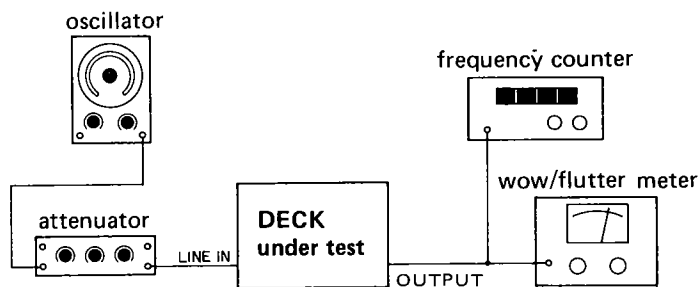 oscillator
frequency counter
wow/flutter meter
attenuator
DECK
under test
LINE IN
OUTPUT